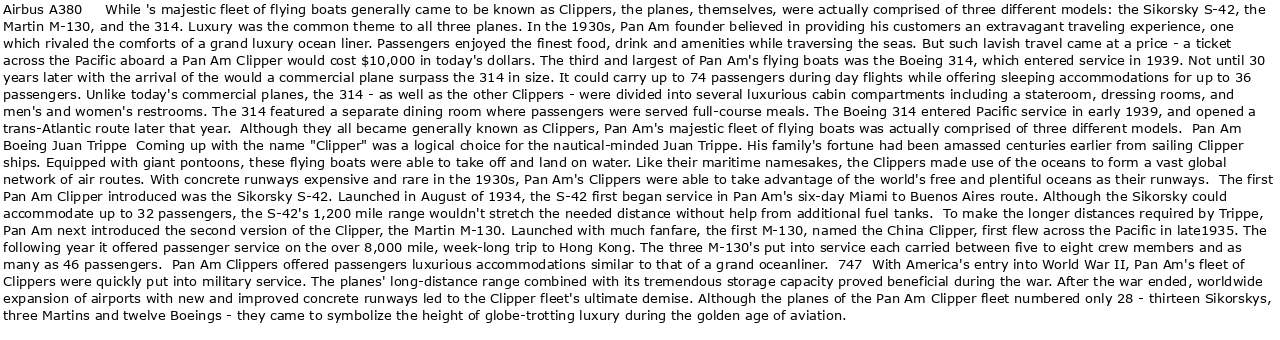 Airbus A380      While 's majestic fleet of flying boats generally came to be known as Clippers, the planes, themselves, were actually comprised of three different models: the Sikorsky S-42, the
Martin M-130, and the 314. Luxury was the common theme to all three planes. In the 1930s, Pan Am founder believed in providing his customers an extravagant traveling experience, one
which rivaled the comforts of a grand luxury ocean liner. Passengers enjoyed the finest food, drink and amenities while traversing the seas. But such lavish travel came at a price - a ticket
across the Pacific aboard a Pan Am Clipper would cost $10,000 in today's dollars. The third and largest of Pan Am's flying boats was the Boeing 314, which entered service in 1939. Not until 30
years later with the arrival of the would a commercial plane surpass the 314 in size. It could carry up to 74 passengers during day flights while offering sleeping accommodations for up to 36
passengers. Unlike today's commercial planes, the 314 - as well as the other Clippers - were divided into several luxurious cabin compartments including a stateroom, dressing rooms, and
men's and women's restrooms. The 314 featured a separate dining room where passengers were served full-course meals. The Boeing 314 entered Pacific service in early 1939, and opened a
trans-Atlantic route later that year.  Although they all became generally known as Clippers, Pan Am's majestic fleet of flying boats was actually comprised of three different models.  Pan Am
Boeing Juan Trippe  Coming up with the name "Clipper" was a logical choice for the nautical-minded Juan Trippe. His family's fortune had been amassed centuries earlier from sailing Clipper
ships. Equipped with giant pontoons, these flying boats were able to take off and land on water. Like their maritime namesakes, the Clippers made use of the oceans to form a vast global
network of air routes. With concrete runways expensive and rare in the 1930s, Pan Am's Clippers were able to take advantage of the world's free and plentiful oceans as their runways.  The first
Pan Am Clipper introduced was the Sikorsky S-42. Launched in August of 1934, the S-42 first began service in Pan Am's six-day Miami to Buenos Aires route. Although the Sikorsky could
accommodate up to 32 passengers, the S-42's 1,200 mile range wouldn't stretch the needed distance without help from additional fuel tanks.  To make the longer distances required by Trippe,
Pan Am next introduced the second version of the Clipper, the Martin M-130. Launched with much fanfare, the first M-130, named the China Clipper, first flew across the Pacific in late1935. The
following year it offered passenger service on the over 8,000 mile, week-long trip to Hong Kong. The three M-130's put into service each carried between five to eight crew members and as
many as 46 passengers.  Pan Am Clippers offered passengers luxurious accommodations similar to that of a grand oceanliner.  747  With America's entry into World War II, Pan Am's fleet of
Clippers were quickly put into military service. The planes' long-distance range combined with its tremendous storage capacity proved beneficial during the war. After the war ended, worldwide
expansion of airports with new and improved concrete runways led to the Clipper fleet's ultimate demise. Although the planes of the Pan Am Clipper fleet numbered only 28 - thirteen Sikorskys,
three Martins and twelve Boeings - they came to symbolize the height of globe-trotting luxury during the golden age of aviation.